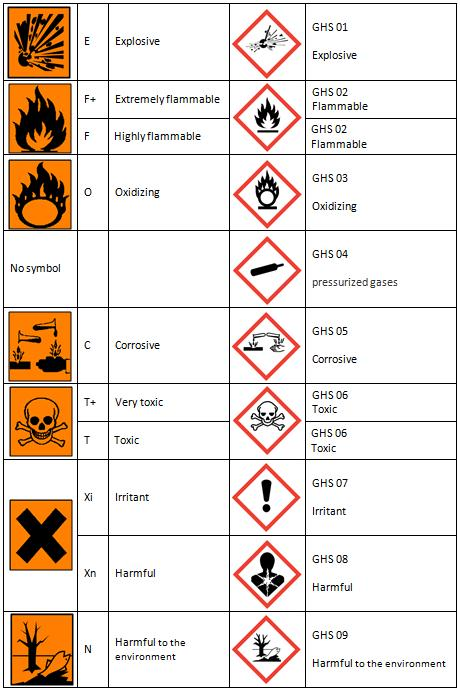 E Explosive GHS 01
Explosive
F+ Extremely flammable GHS 02
Flammable
F Highly flammable GHS 02
Flammable
O Oxidizing GHS 03
Oxidizing
No symbol GHS 04
pressurized gases
C Corrosive GHS 05
Corrosive
T+ Very toxic GHS 06
Toxic
T Toxic GHS 06
Toxic
Xi Irritant GHS 07
Irritant
Xn Harmful GHS 08
Harmful
N Harmful to the
environment
GHS 09
Harmful to the environment